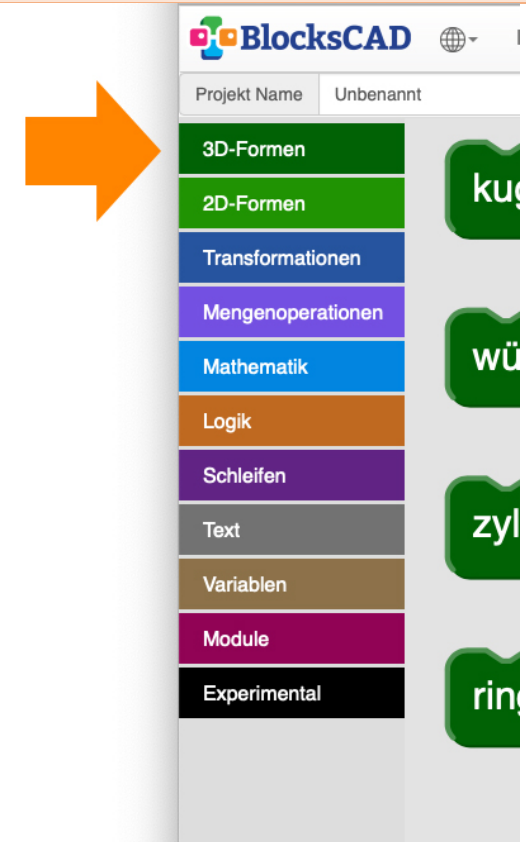 BlocksCAD
Projekt Name Unbenannt
3D-Formen
2D-Formen
Transformationen
Mengenoperationen
Mathematik
Logik
Schleifen
Text
Variablen
Module
Experimental
kug
wü
zyl
ring